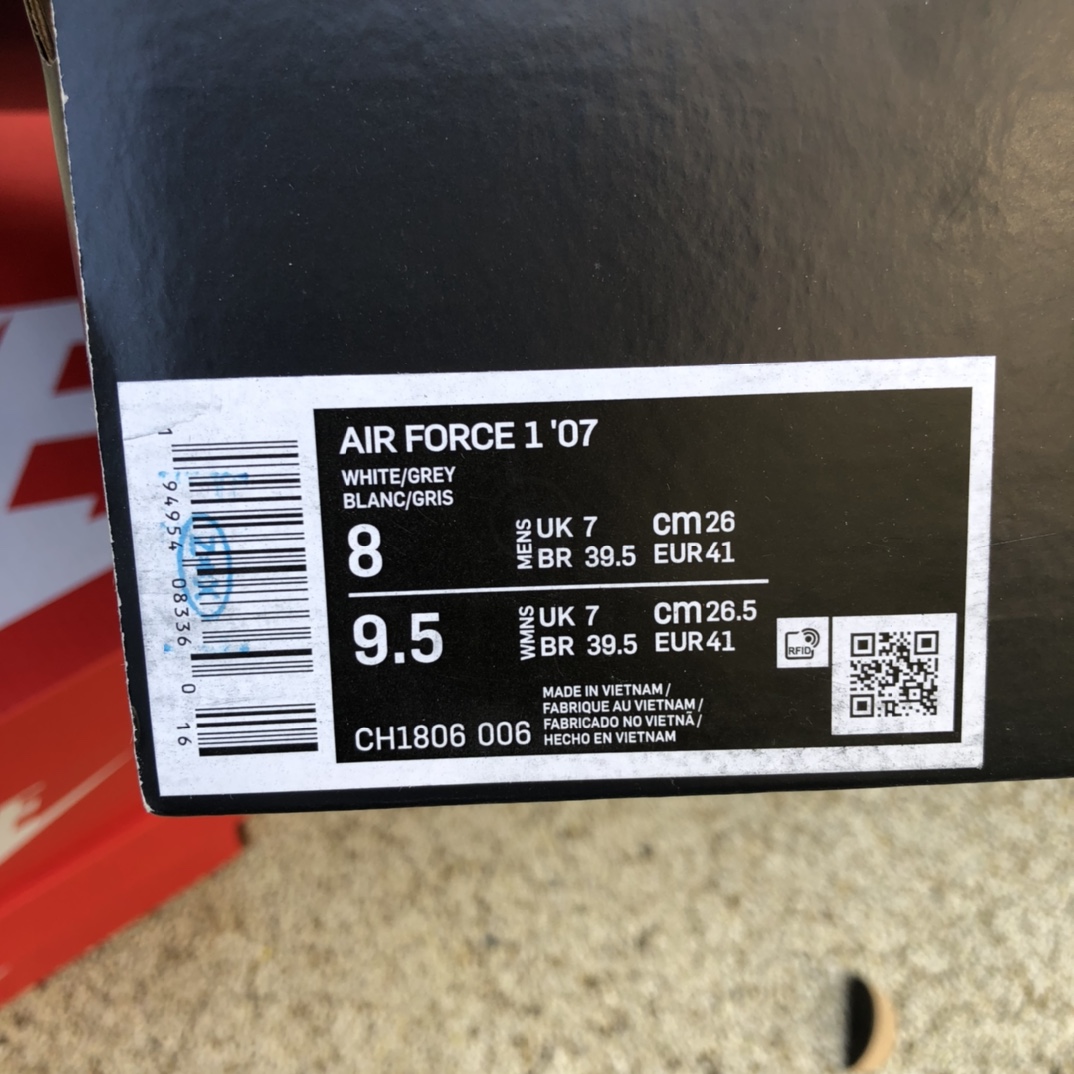 AIR FORCE 1 '07
WHITE/GREY
BLANC/GRIS
8 MENS UK 7 cm 26
BR 39.5 EUR 41
9.5 WMNS UK 7 cm 26.5
BR 39.5 EUR 41
RFID
MADE IN VIETNAM /
FABRIQUE AU VIETNAM /
FABRICADO NO VIETNÃ /
HECHO EN VIETNAM
CH1806 006
1 94954 08336 0 16